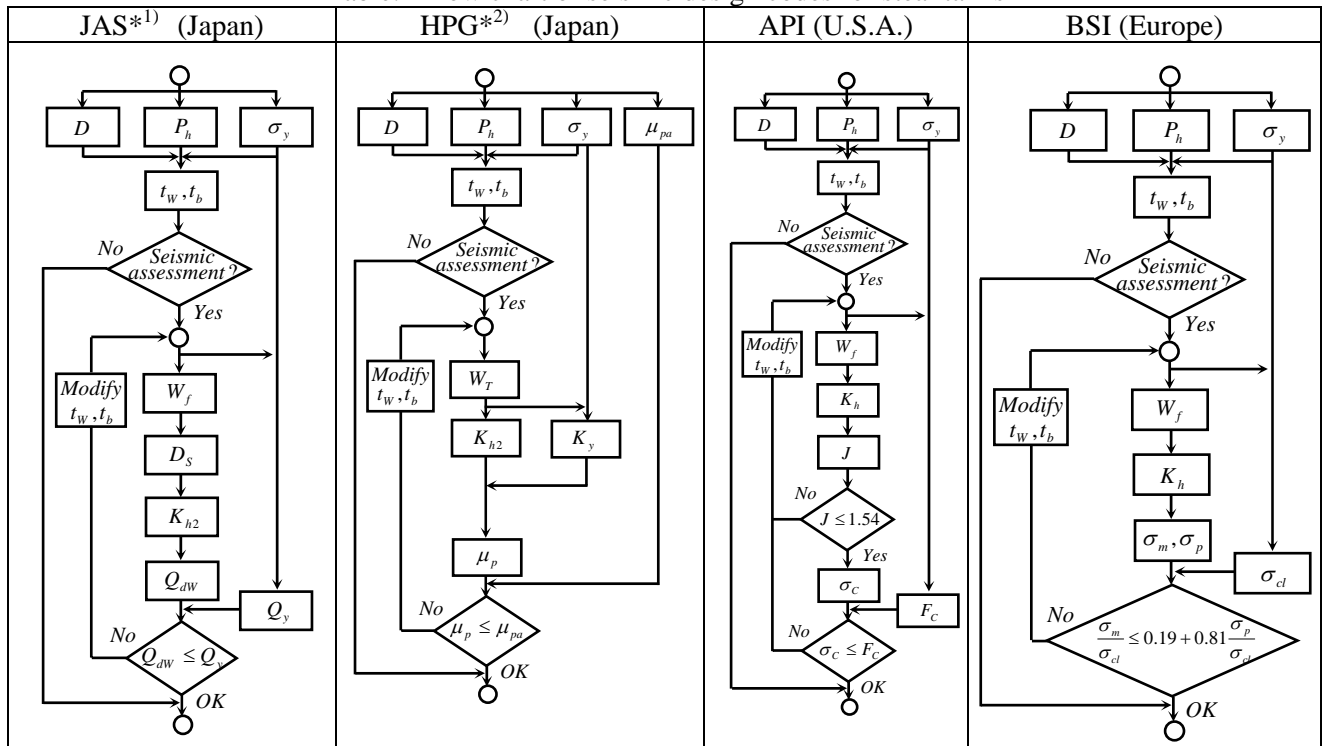 JAS*1) (Japan)
D
P_h
σ_y
t_W, t_b
No
Seismic assessment?
Yes
Modify t_W, t_b
W_f
D_S
K_h2
Q_dW
Q_y
No
Q_dW ≤ Q_y
OK
HPG*2) (Japan)
D
P_h
σ_y
μ_pa
t_W, t_b
No
Seismic assessment?
Yes
Modify t_W, t_b
W_T
K_h2
K_y
μ_p
No
μ_p ≤ μ_pa
OK
API (U.S.A.)
D
P_h
σ_y
t_W, t_b
No
Seismic assessment?
Yes
Modify t_W, t_b
W_f
K_h
J
No
J ≤ 1.54
Yes
σ_C
F_C
No
σ_C ≤ F_C
OK
BSI (Europe)
D
P_h
σ_y
t_W, t_b
No
Seismic assessment?
Yes
Modify t_W, t_b
W_f
K_h
σ_m, σ_p
σ_cl
No
σ_m/σ_cl ≤ 0.19 + 0.81 σ_p/σ_cl
OK